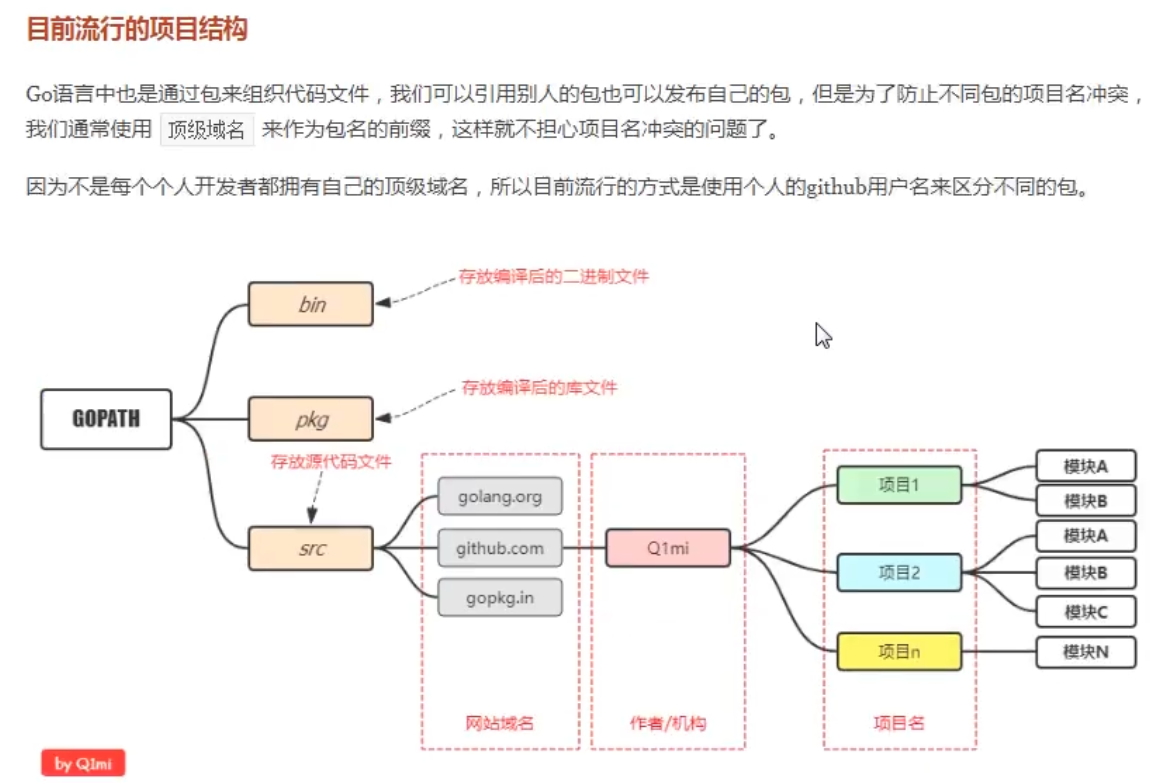 目前流行的项目结构
Go语言中也是通过包来组织代码文件，我们可以引用别人的包也可以发布自己的包，但是为了防止不同包的项目名冲突，
我们通常使用 顶级域名 来作为包名的前缀，这样就不担心项目名冲突的问题了。
因为不是每个个人开发者都拥有自己的顶级域名，所以目前流行的方式是使用个人的github用户名来区分不同的包。
存放编译后的二进制文件
bin
存放编译后的库文件
GOPATH
pkg
存放源代码文件
src
golang.org
github.com
gopkg.in
网站域名
Q1mi
作者/机构
项目1
项目2
项目n
项目名
模块A
模块B
模块A
模块B
模块C
模块N
by Q1mi